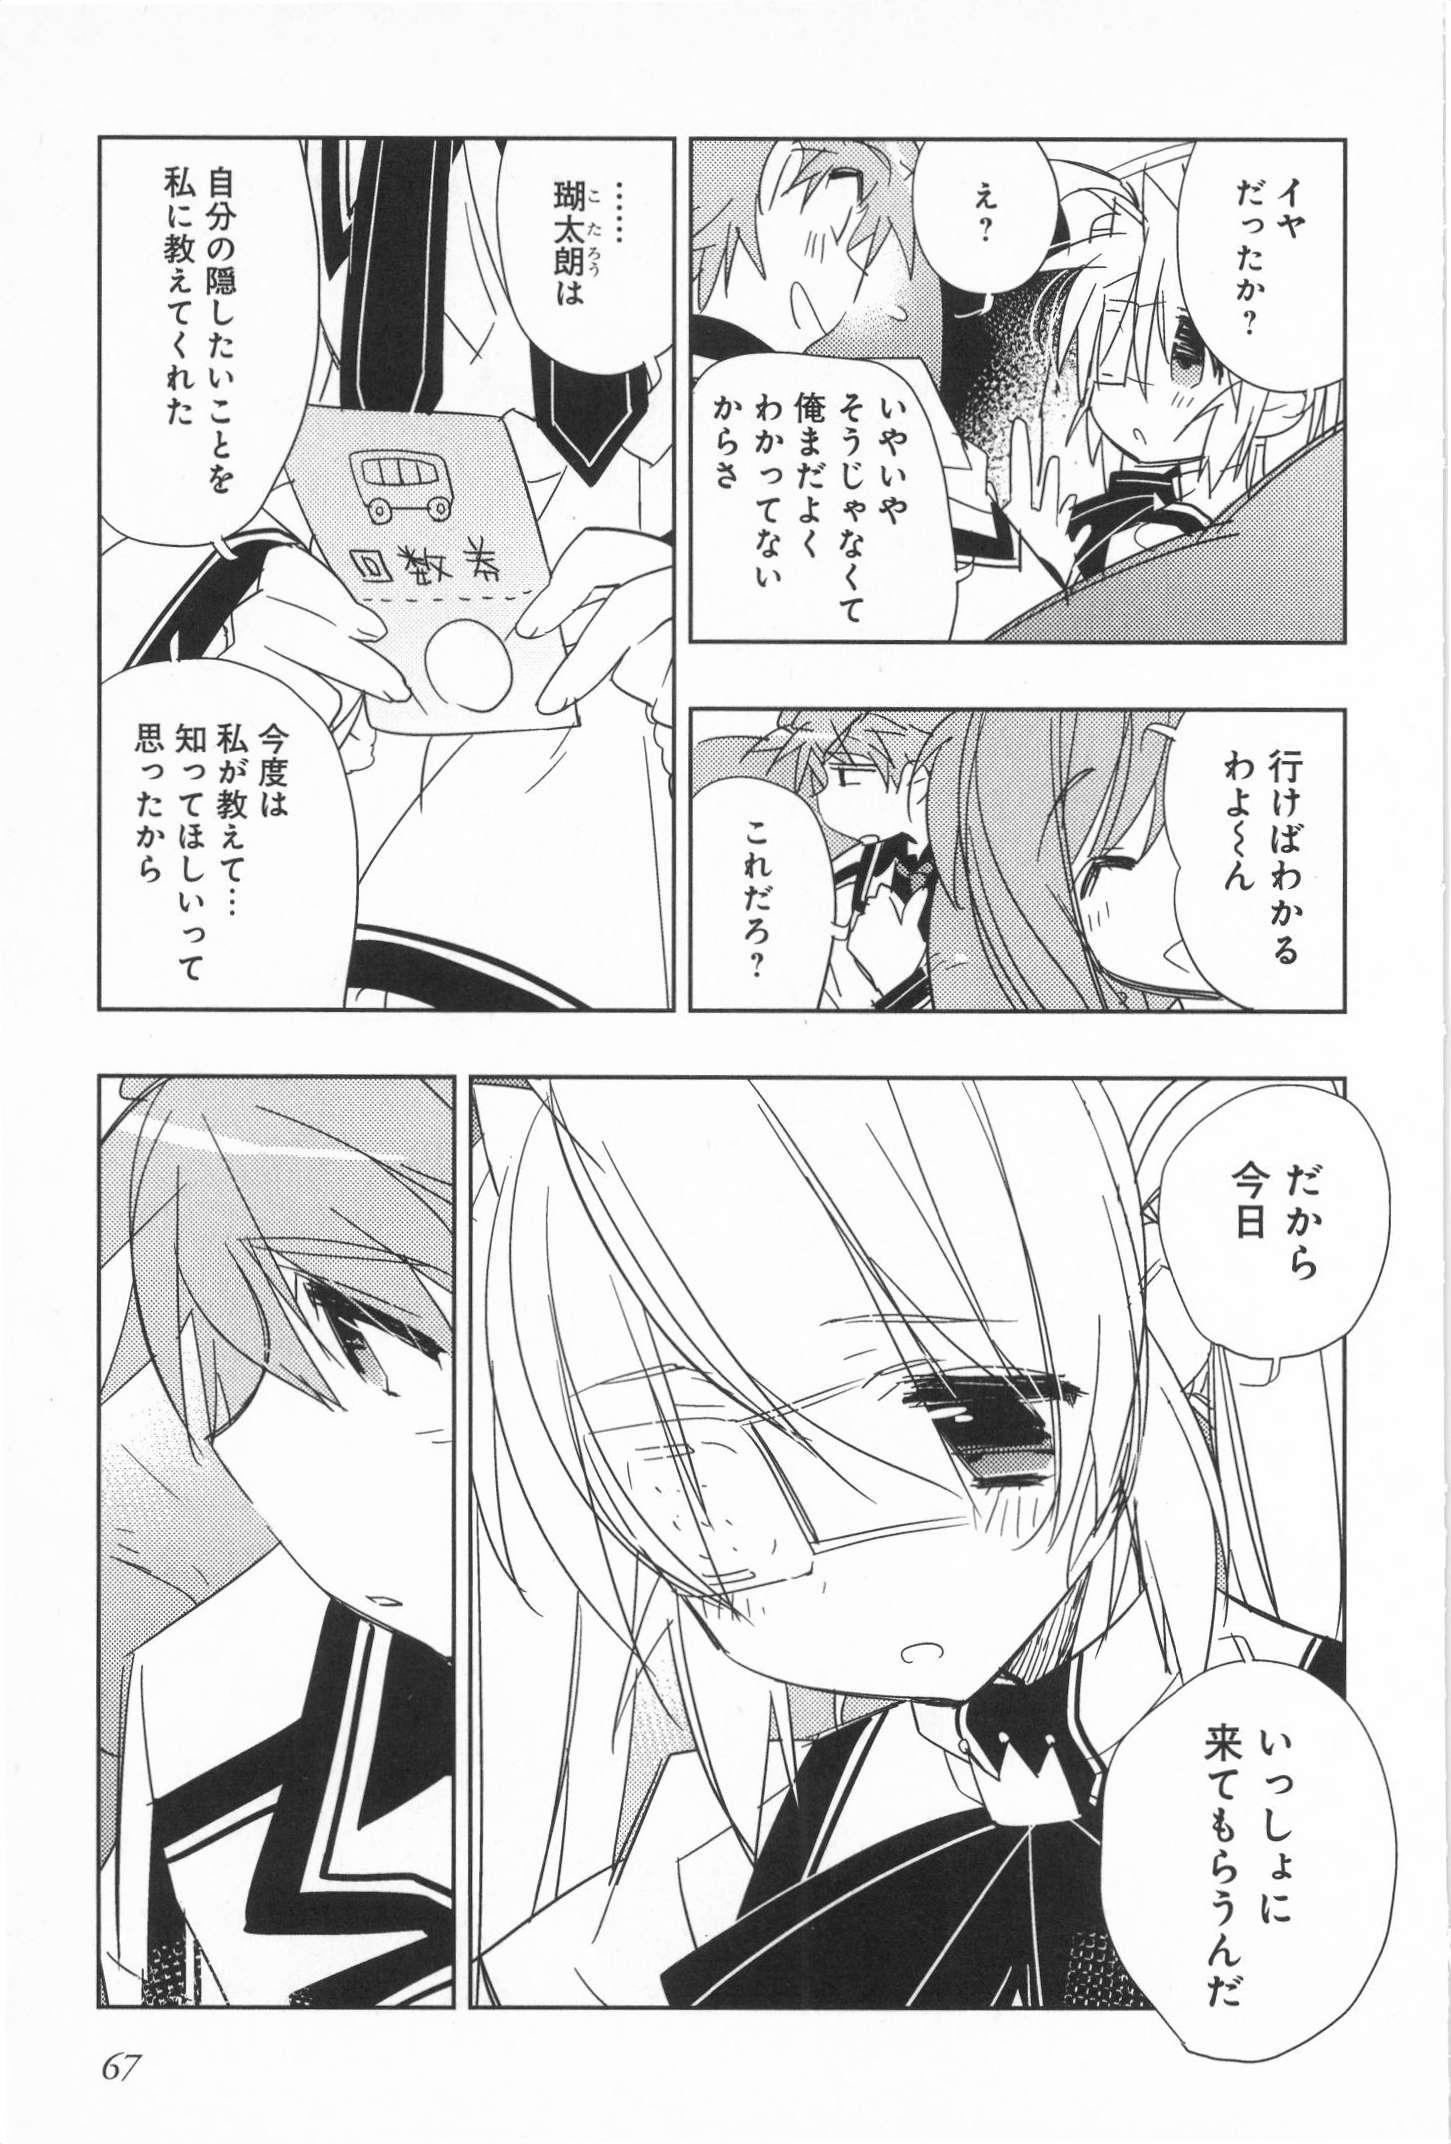 イヤ
だったか?
え?
いやいや
そうじゃなくて
俺まだよく
わかってない
からさ
行けばわかる
わよ〜ん
これだろ?
……
瑚太朗は
こたろう
自分の隠したいことを
私に教えてくれた
回数券
今度は
私が教えて…
知ってほしいって
思ったから
だから
今日
いっしょに
来てもらうんだ
67